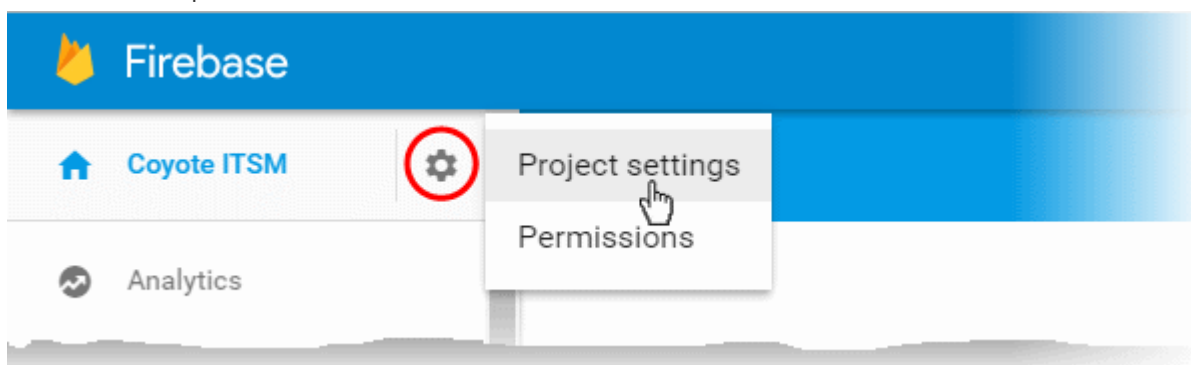 Firebase
Coyote ITSM
Project settings
Permissions
Analytics